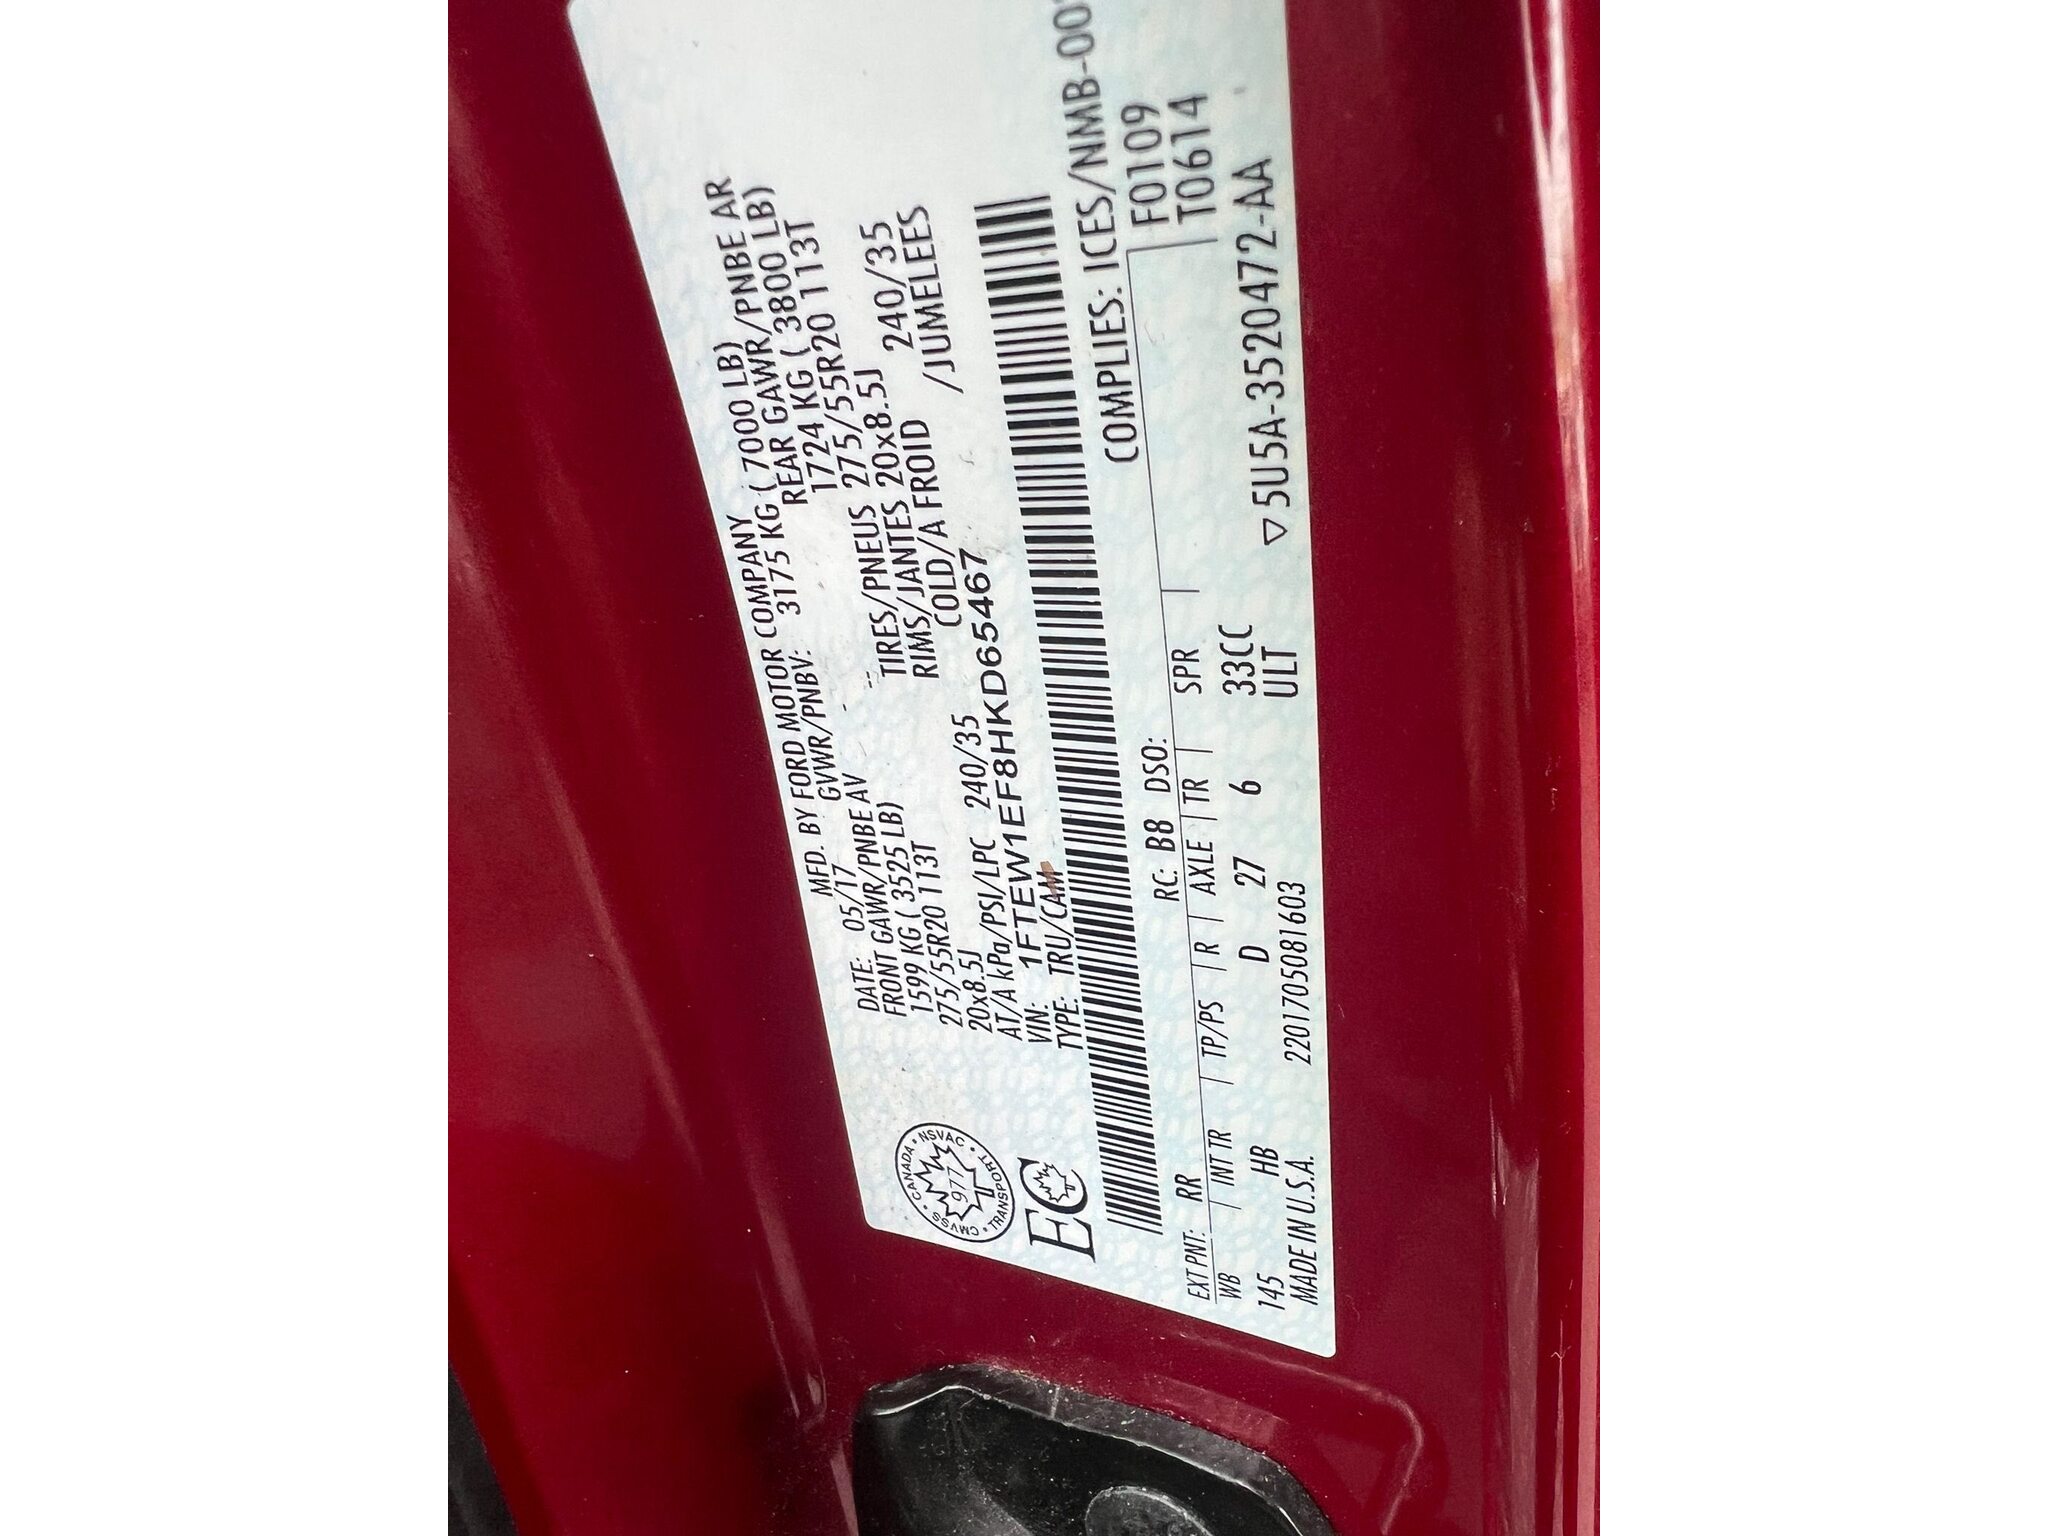 MFD. BY FORD MOTOR COMPANY
DATE: 05/17 GVWR/PNBV: 3175 KG ( 7000 LB)
FRONT GAWR/PNBE AV REAR GAWR/PNBE AR
1599 KG ( 3525 LB) 1724 KG ( 3800 LB)
275/55R20 113T -- TIRES/PNEUS 275/55R20 113T
20x8.5J RIMS/JANTES 20x8.5J
AT/A kPa/PSI/LPC 240/35 COLD/A FROID 240/35
VIN: 1FTEW1EF8HKD65467 /JUMELEES
TYPE: TRU/CAM
CMVSS • CANADA • NSVAC • TRANSPORT •
977
EC
COMPLIES: ICES/NMB-00
EXT PNT: RR RC: B8 DSO: F0109
WB | INT TR | TP/PS | R | AXLE | TR | SPR | T0614
145 HB D 27 6 33CC
MADE IN U.S.A. 2201705081603 ULT ▽5U5A-3520472-AA